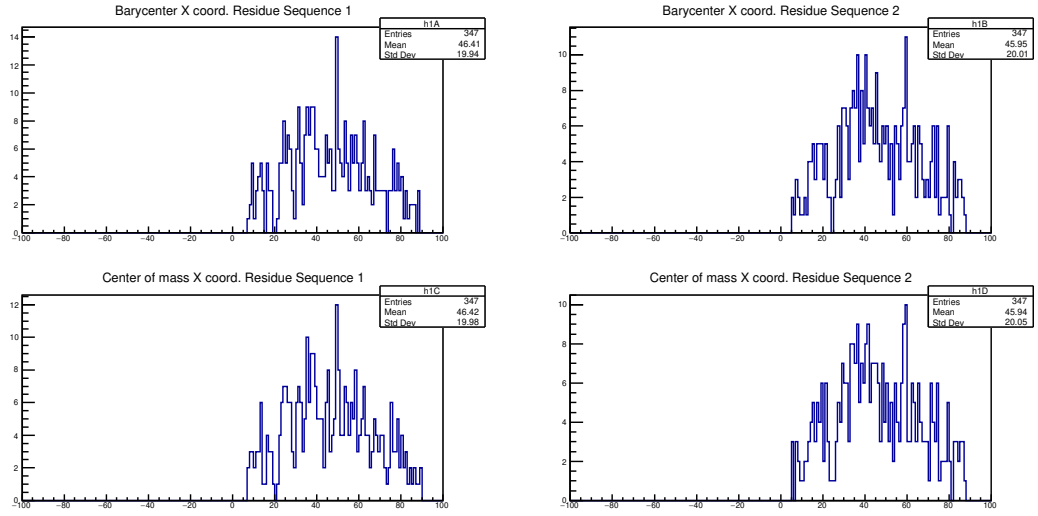 Barycenter X coord. Residue Sequence 1
h1A
Entries 347
Mean 46.41
Std Dev 19.94
14
12
10
8
6
4
2
0
−100 −80 −60 −40 −20 0 20 40 60 80 100
Barycenter X coord. Residue Sequence 2
h1B
Entries 347
Mean 45.95
Std Dev 20.01
10
8
6
4
2
0
−100 −80 −60 −40 −20 0 20 40 60 80 100
Center of mass X coord. Residue Sequence 1
h1C
Entries 347
Mean 46.42
Std Dev 19.98
12
10
8
6
4
2
0
−100 −80 −60 −40 −20 0 20 40 60 80 100
Center of mass X coord. Residue Sequence 2
h1D
Entries 347
Mean 45.94
Std Dev 20.05
10
8
6
4
2
0
−100 −80 −60 −40 −20 0 20 40 60 80 100